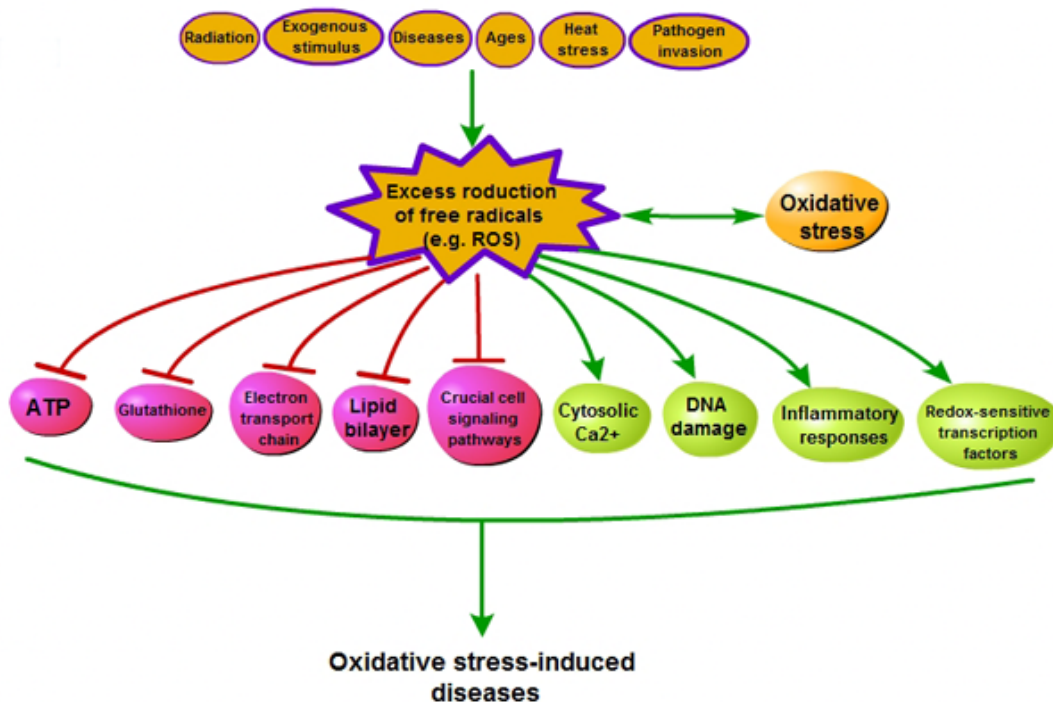 Radiation
Exogenous
stimulus
Diseases
Ages
Heat
stress
Pathogen
invasion
Excess roduction
of free radicals
(e.g. ROS)
Oxidative
stress
ATP
Glutathione
Electron
transport
chain
Lipid
bilayer
Crucial cell
signaling
pathways
Cytosolic
Ca2+
DNA
damage
Inflammatory
responses
Redox-sensitive
transcription
factors
Oxidative stress-induced
diseases